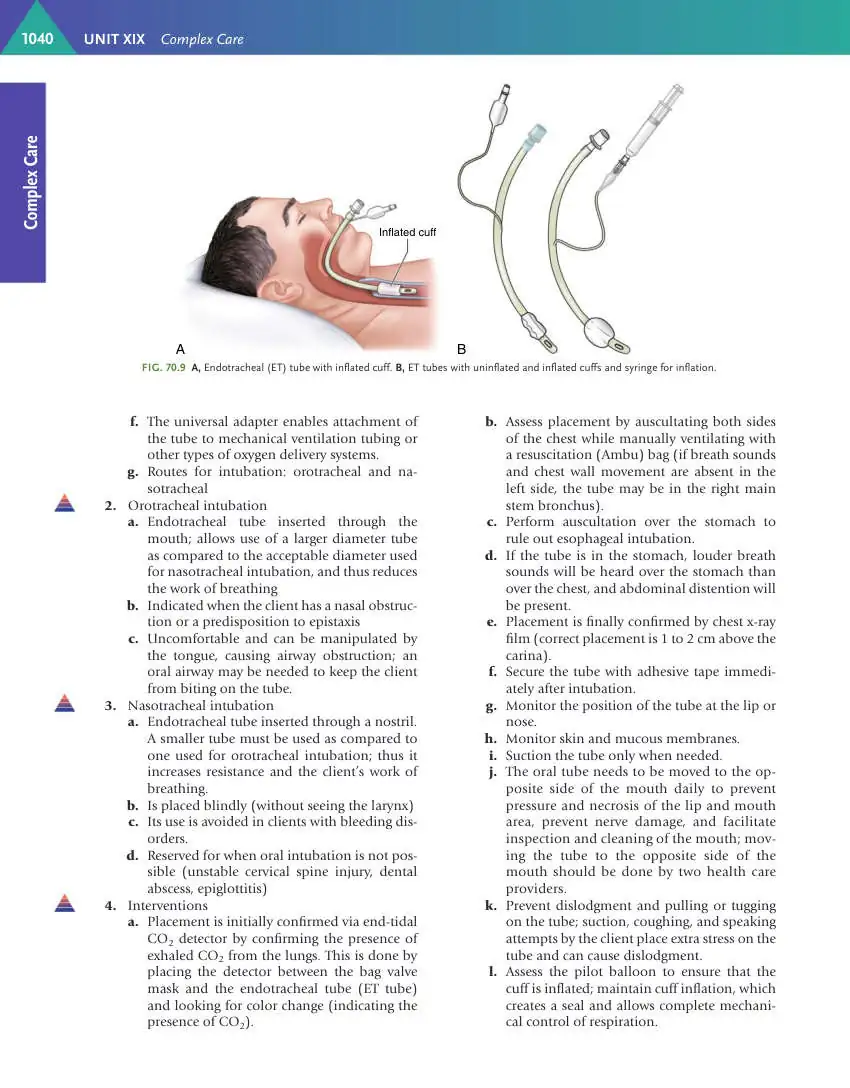 1040 UNIT XIX Complex Care
Complex Care
Inflated cuff
A
B
FIG. 70.9 A, Endotracheal (ET) tube with inflated cuff. B, ET tubes with uninflated and inflated cuffs and syringe for inflation.
f. The universal adapter enables attachment of
the tube to mechanical ventilation tubing or
other types of oxygen delivery systems.
g. Routes for intubation: orotracheal and na-
sotracheal
2. Orotracheal intubation
a. Endotracheal tube inserted through the
mouth; allows use of a larger diameter tube
as compared to the acceptable diameter used
for nasotracheal intubation, and thus reduces
the work of breathing
b. Indicated when the client has a nasal obstruc-
tion or a predisposition to epistaxis
c. Uncomfortable and can be manipulated by
the tongue, causing airway obstruction; an
oral airway may be needed to keep the client
from biting on the tube.
3. Nasotracheal intubation
a. Endotracheal tube inserted through a nostril.
A smaller tube must be used as compared to
one used for orotracheal intubation; thus it
increases resistance and the client's work of
breathing.
b. Is placed blindly (without seeing the larynx)
c. Its use is avoided in clients with bleeding dis-
orders.
d. Reserved for when oral intubation is not pos-
sible (unstable cervical spine injury, dental
abscess, epiglottitis)
4. Interventions
a. Placement is initially confirmed via end-tidal
CO₂ detector by confirming the presence of
exhaled CO₂ from the lungs. This is done by
placing the detector between the bag valve
mask and the endotracheal tube (ET tube)
and looking for color change (indicating the
presence of CO₂).
b. Assess placement by auscultating both sides
of the chest while manually ventilating with
a resuscitation (Ambu) bag (if breath sounds
and chest wall movement are absent in the
left side, the tube may be in the right main
stem bronchus).
c. Perform auscultation over the stomach to
rule out esophageal intubation.
d. If the tube is in the stomach, louder breath
sounds will be heard over the stomach than
over the chest, and abdominal distention will
be present.
e. Placement is finally confirmed by chest x-ray
film (correct placement is 1 to 2 cm above the
carina).
f. Secure the tube with adhesive tape immedi-
ately after intubation.
g. Monitor the position of the tube at the lip or
nose.
h. Monitor skin and mucous membranes.
i. Suction the tube only when needed.
j. The oral tube needs to be moved to the op-
posite side of the mouth daily to prevent
pressure and necrosis of the lip and mouth
area, prevent nerve damage, and facilitate
inspection and cleaning of the mouth; mov-
ing the tube to the opposite side of the
mouth should be done by two health care
providers.
k. Prevent dislodgment and pulling or tugging
on the tube; suction, coughing, and speaking
attempts by the client place extra stress on the
tube and can cause dislodgment.
l. Assess the pilot balloon to ensure that the
cuff is inflated; maintain cuff inflation, which
creates a seal and allows complete mechani-
cal control of respiration.